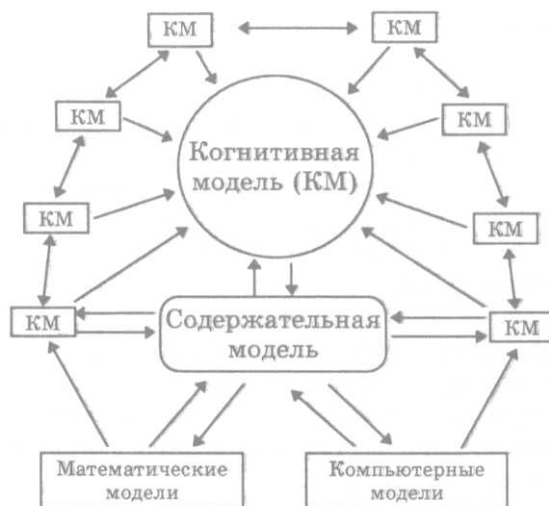 КМ
КМ
КМ
КМ
Когнитивная
модель (КМ)
КМ
КМ
КМ
Содержательная
модель
КМ
Математические
модели
Компьютерные
модели